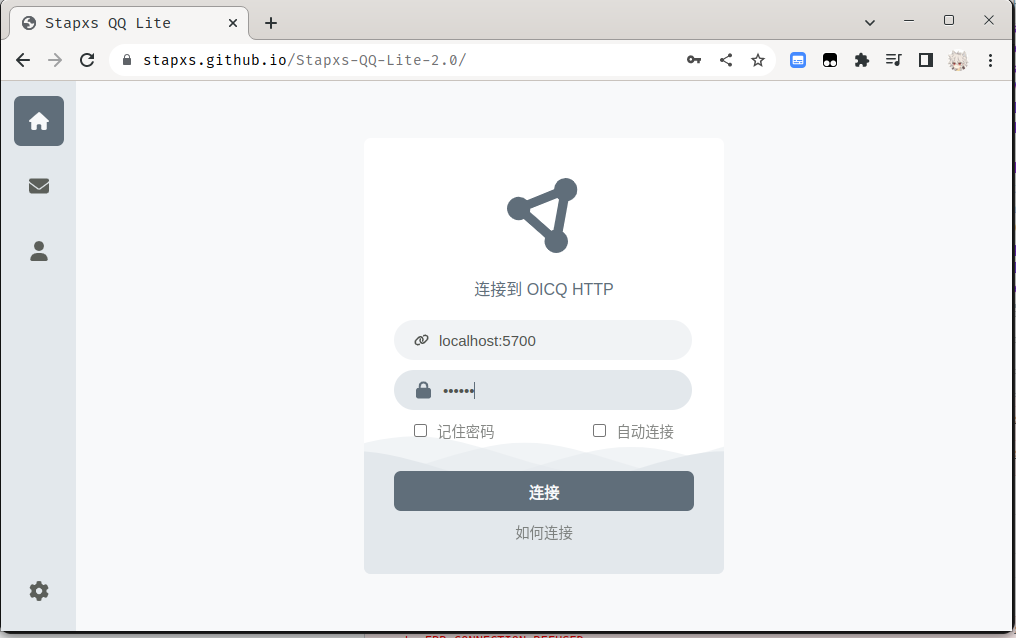 Stapxs QQ Lite
stapxs.github.io/Stapxs-QQ-Lite-2.0/
连接到 OICQ HTTP
localhost:5700
••••••
记住密码 自动连接
连接
如何连接
ERR_CONNECTION_REFUSED